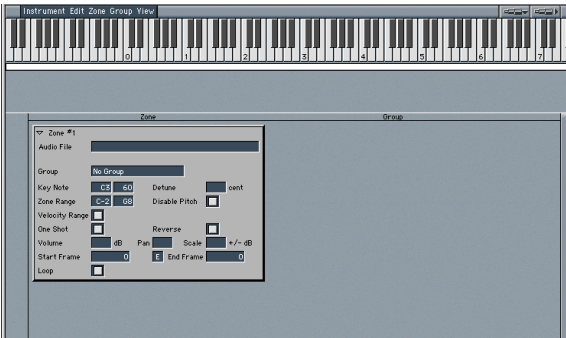 Instrument Edit Zone Group View
0 1 2 3 4 5 6 7
Zone Group
Zone #1
Audio File
Group No Group
Key Note C3 60 Detune cent
Zone Range C-2 G8 Disable Pitch
Velocity Range
One Shot Reverse
Volume dB Pan Scale +/- dB
Start Frame 0 E End Frame 0
Loop